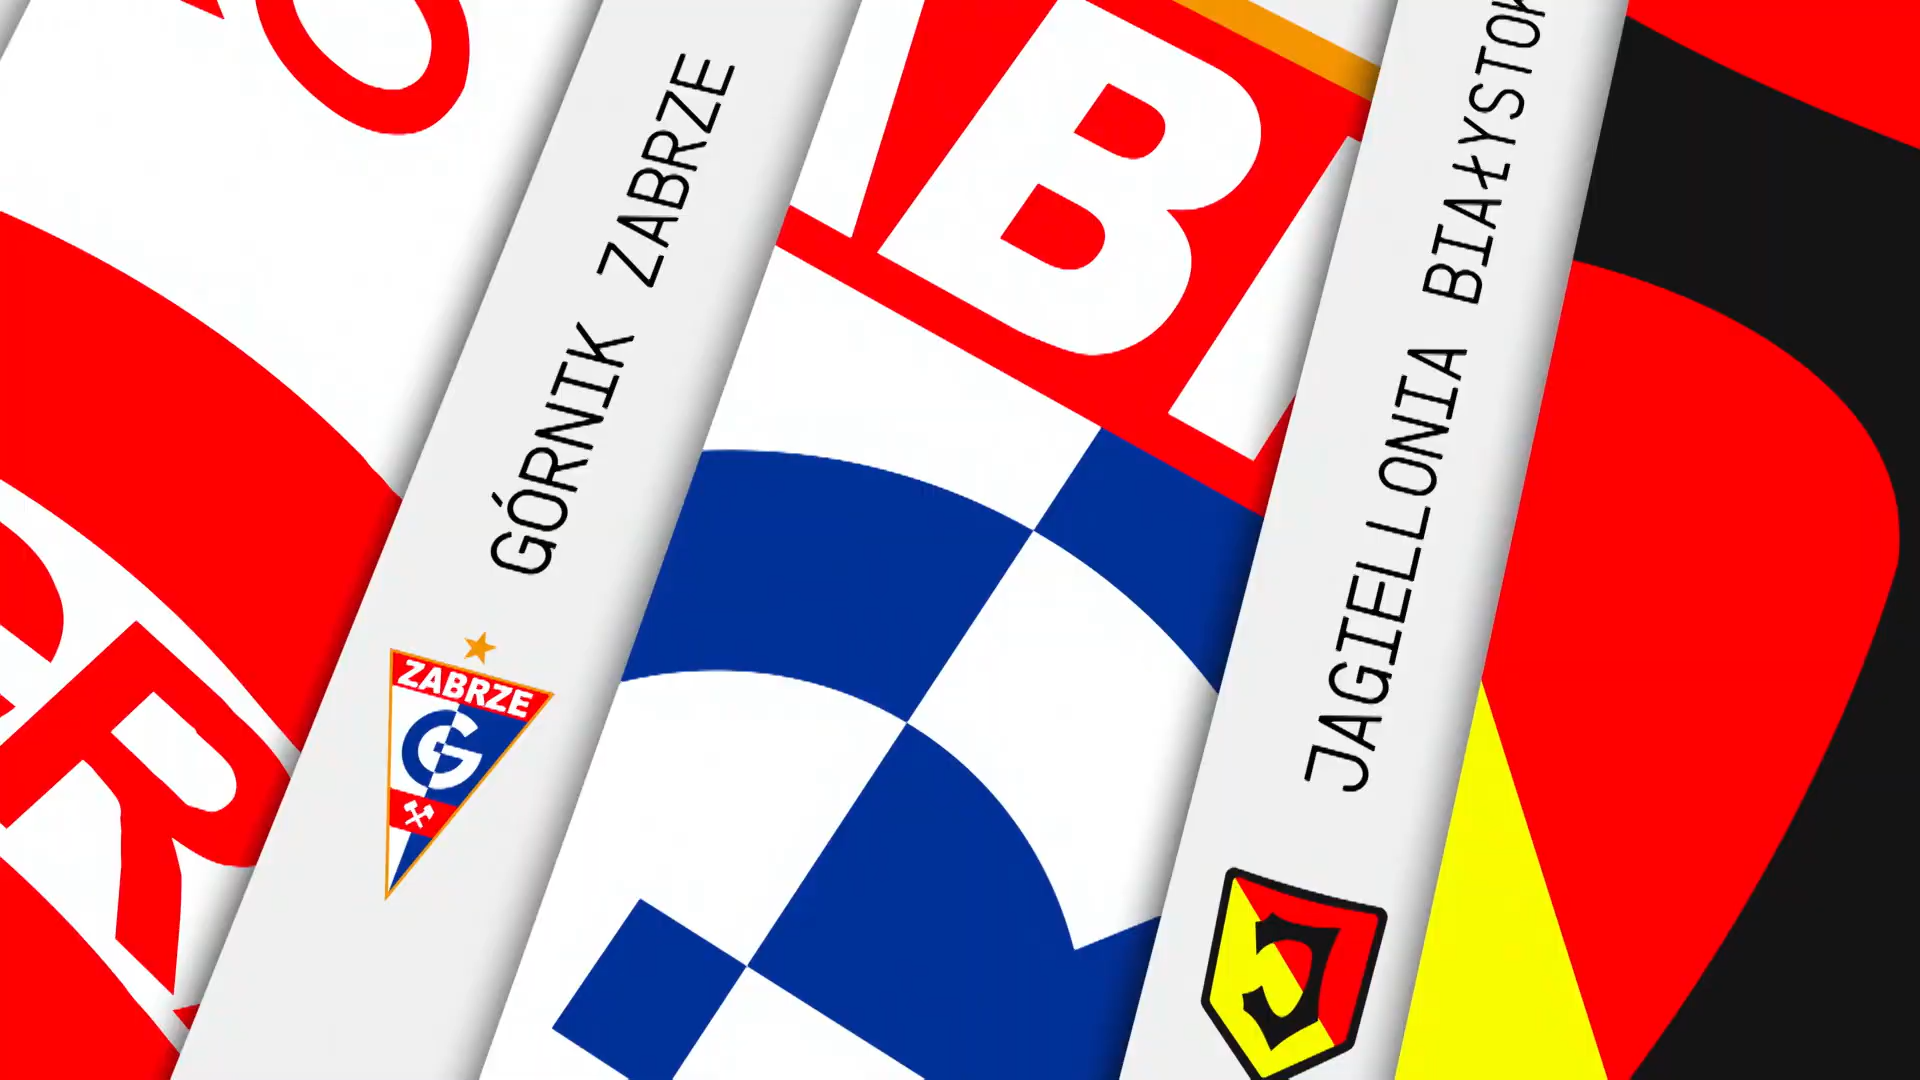 GÓRNIK ZABRZE
ZABRZE
G
JAGIELLONIA BIAŁYSTOK
J
B
R